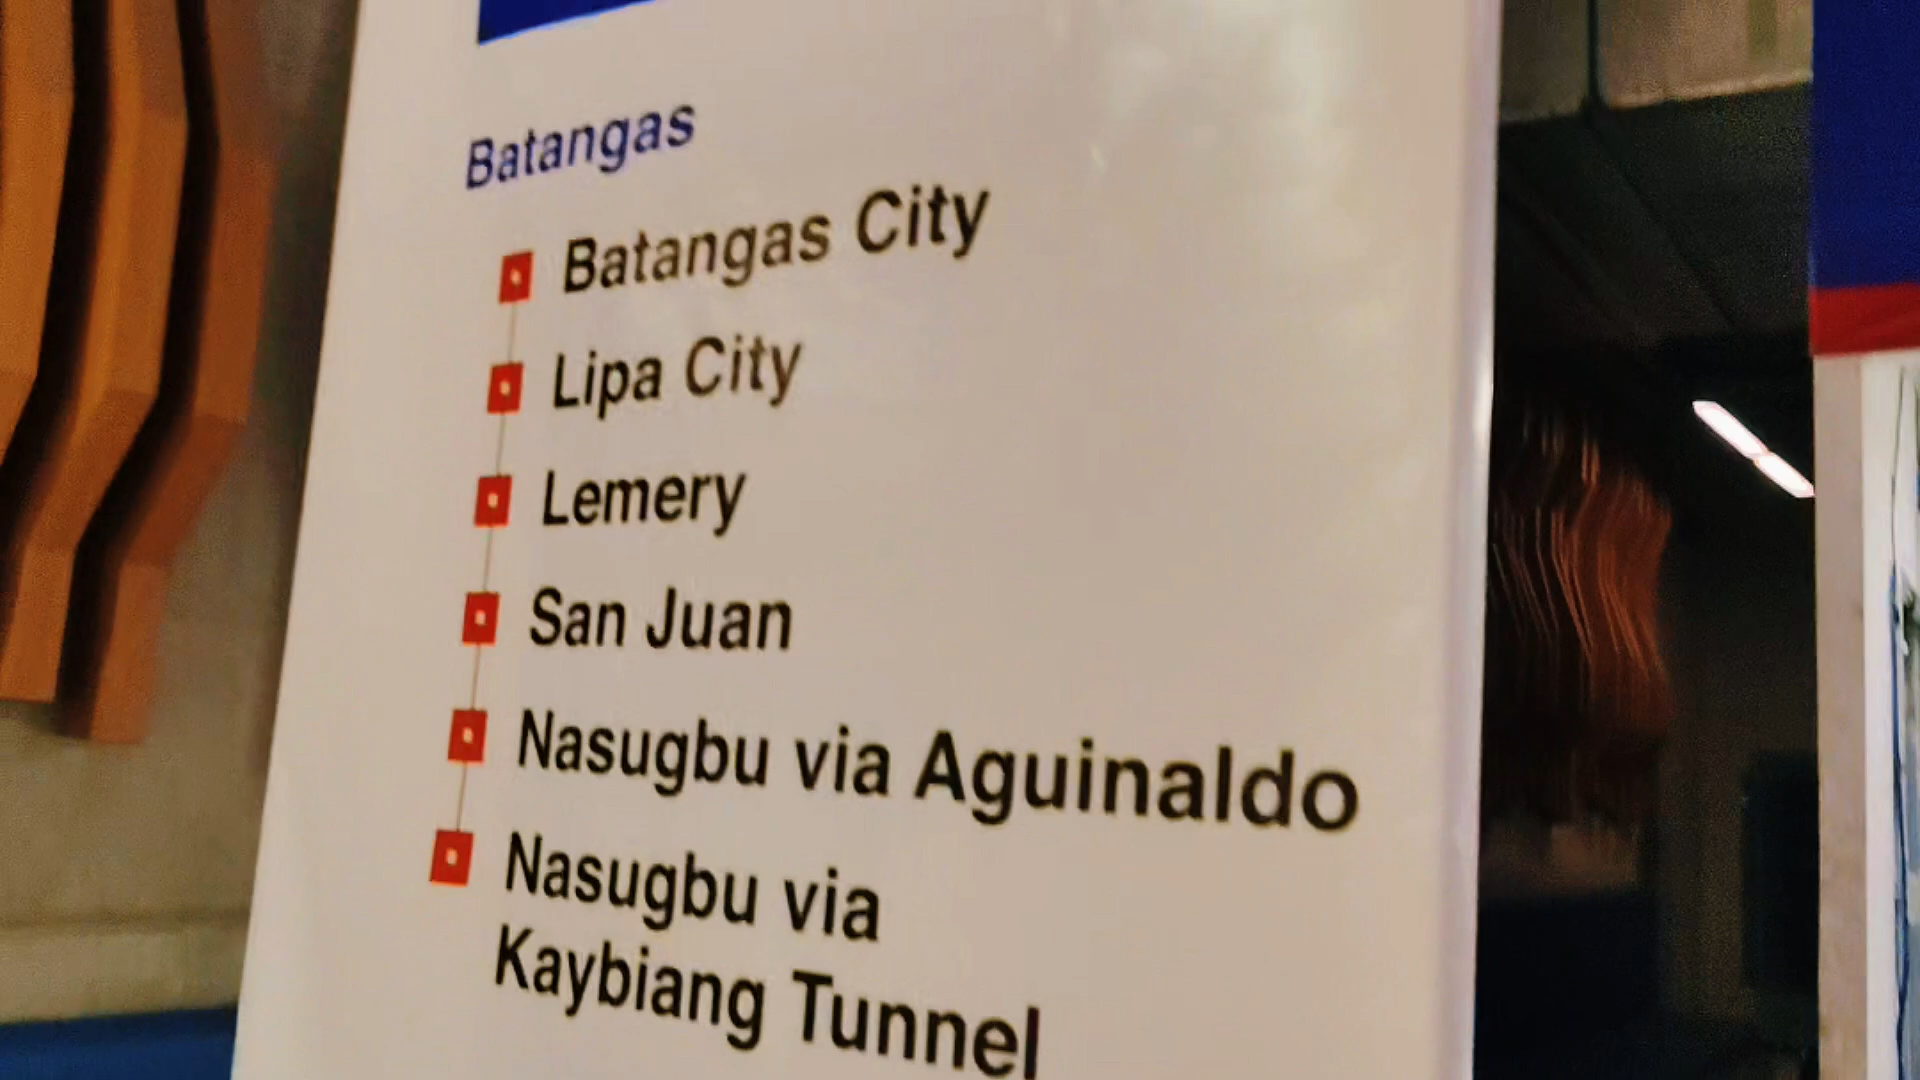 Batangas
Batangas City
Lipa City
Lemery
San Juan
Nasugbu via Aguinaldo
Nasugbu via
Kaybiang Tunnel